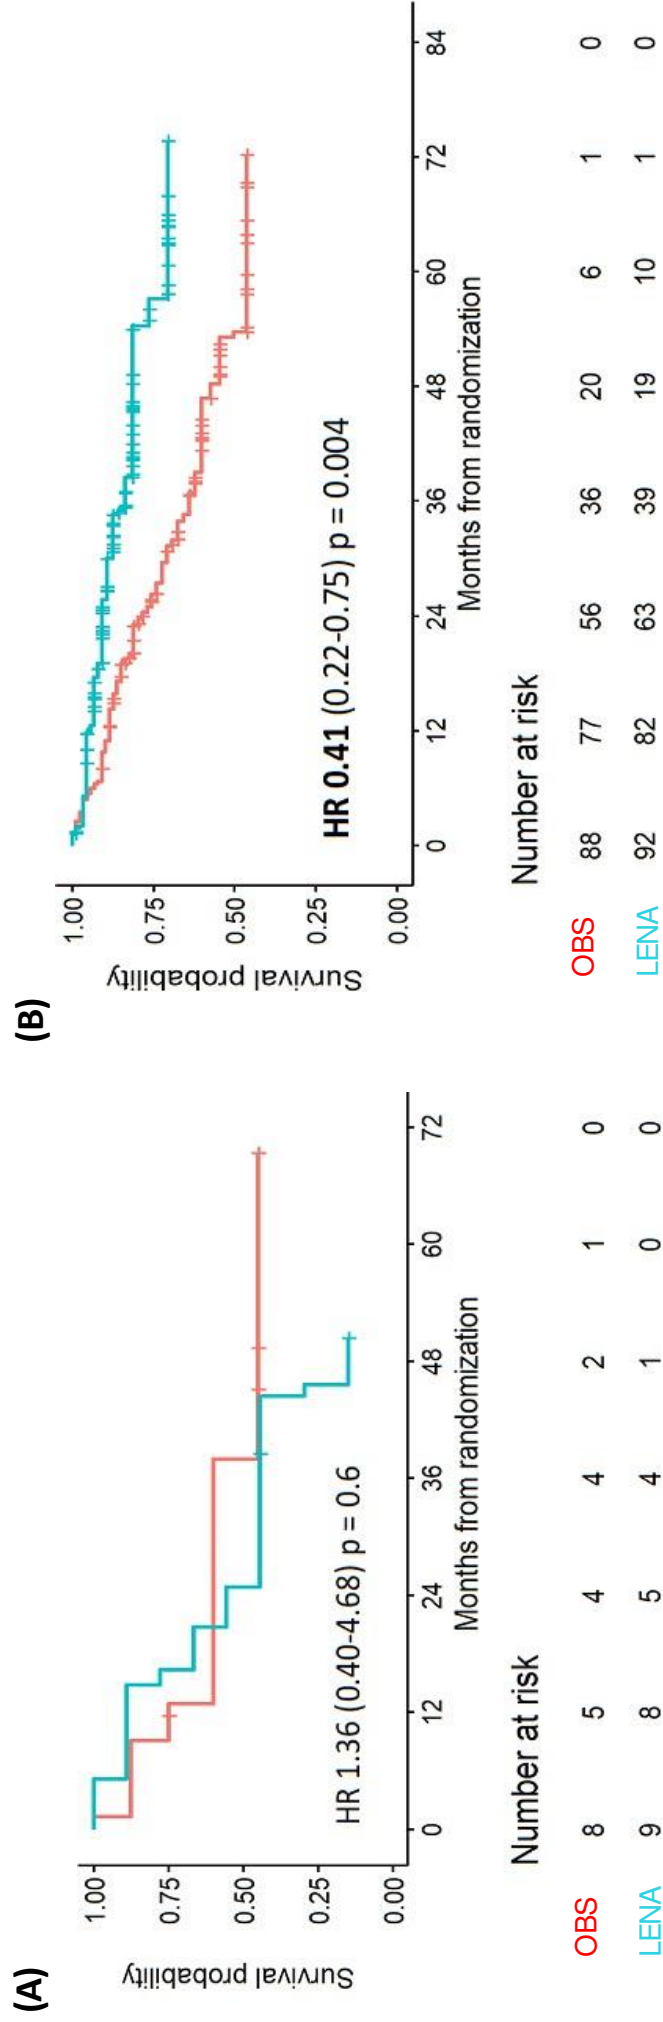 (A)
Survival probability
1.00
0.75
0.50
0.25
0.00
HR 1.36 (0.40-4.68) p = 0.6
0 12 24 36 48 60 72
Months from randomization
Number at risk
OBS 8 5 4 4 2 1 0
LENA 9 8 5 4 1 0 0
(B)
Survival probability
1.00
0.75
0.50
0.25
0.00
HR 0.41 (0.22-0.75) p = 0.004
0 12 24 36 48 60 72 84
Months from randomization
Number at risk
OBS 88 77 56 36 20 6 1 0
LENA 92 82 63 39 19 10 1 0